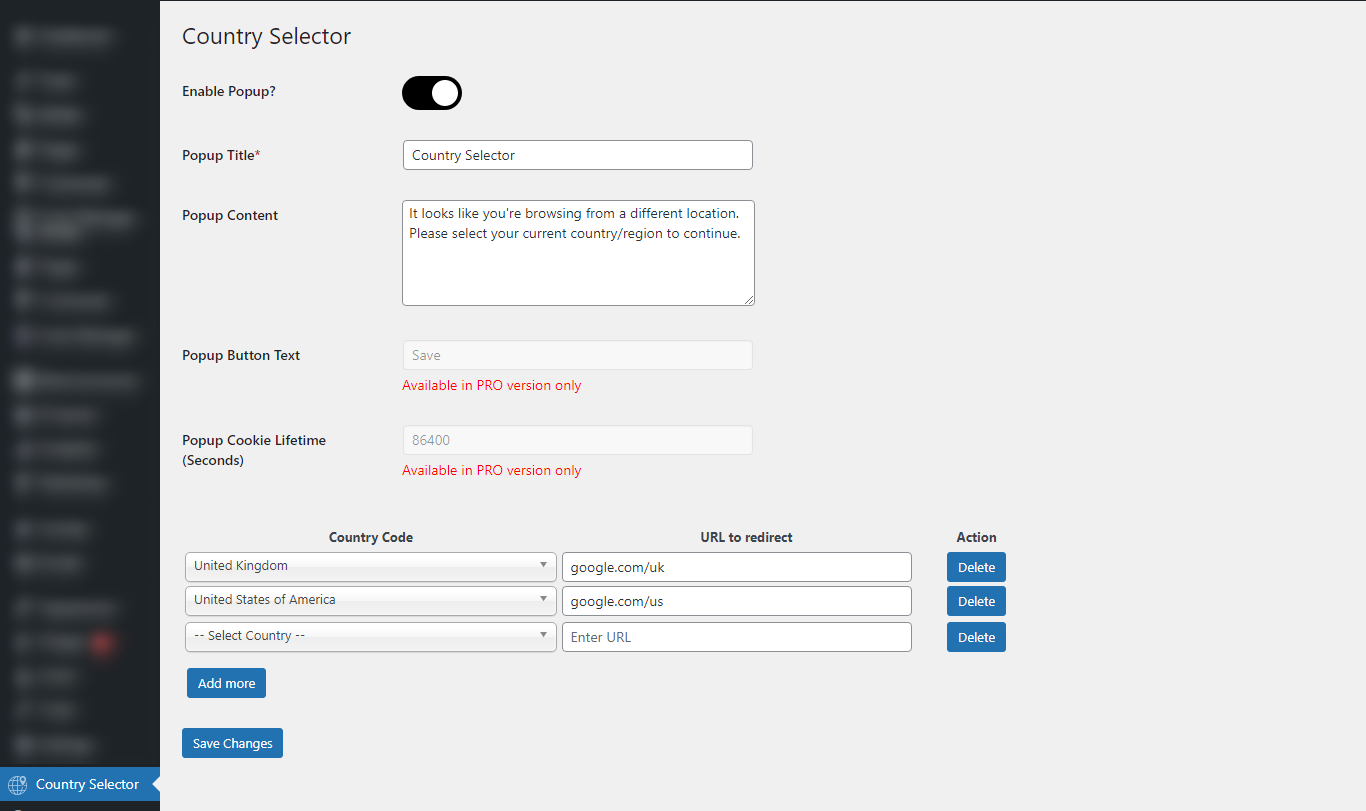 Country Selector
Enable Popup?
Popup Title*
Country Selector
Popup Content
It looks like you're browsing from a different location.
Please select your current country/region to continue.
Popup Button Text
Save
Available in PRO version only
Popup Cookie Lifetime
(Seconds)
86400
Available in PRO version only
Country Code URL to redirect Action
United Kingdom google.com/uk Delete
United States of America google.com/us Delete
-- Select Country -- Enter URL Delete
Add more
Save Changes
Country Selector